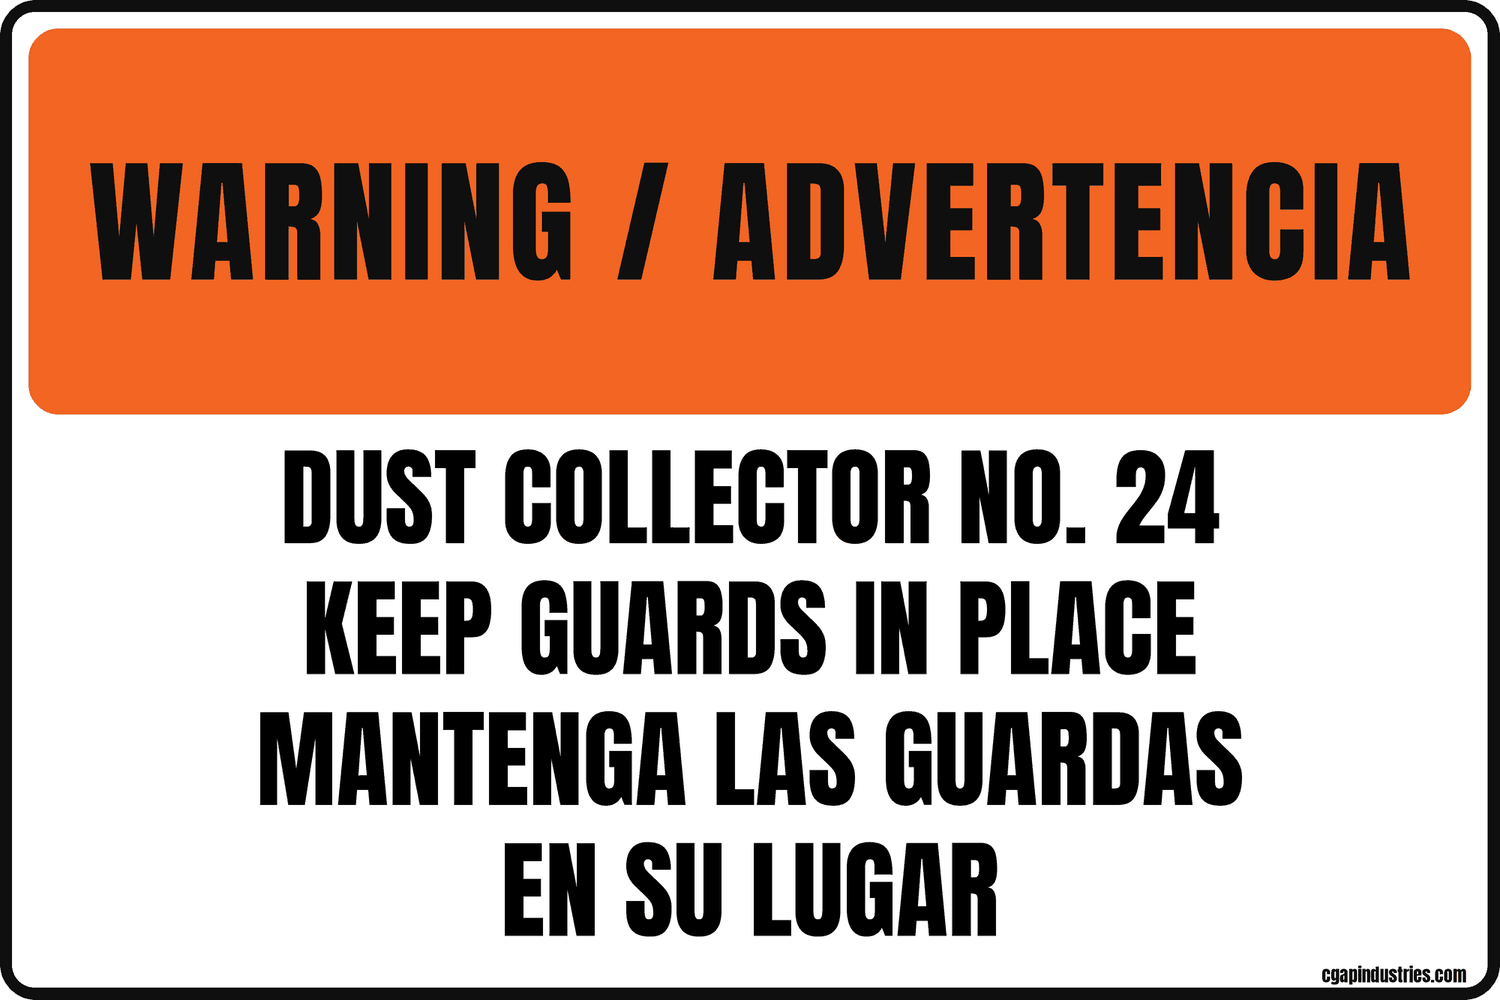 WARNING / ADVERTENCIA
DUST COLLECTOR NO. 24
KEEP GUARDS IN PLACE
MANTENGA LAS GUARDAS
EN SU LUGAR
cgapindustries.com